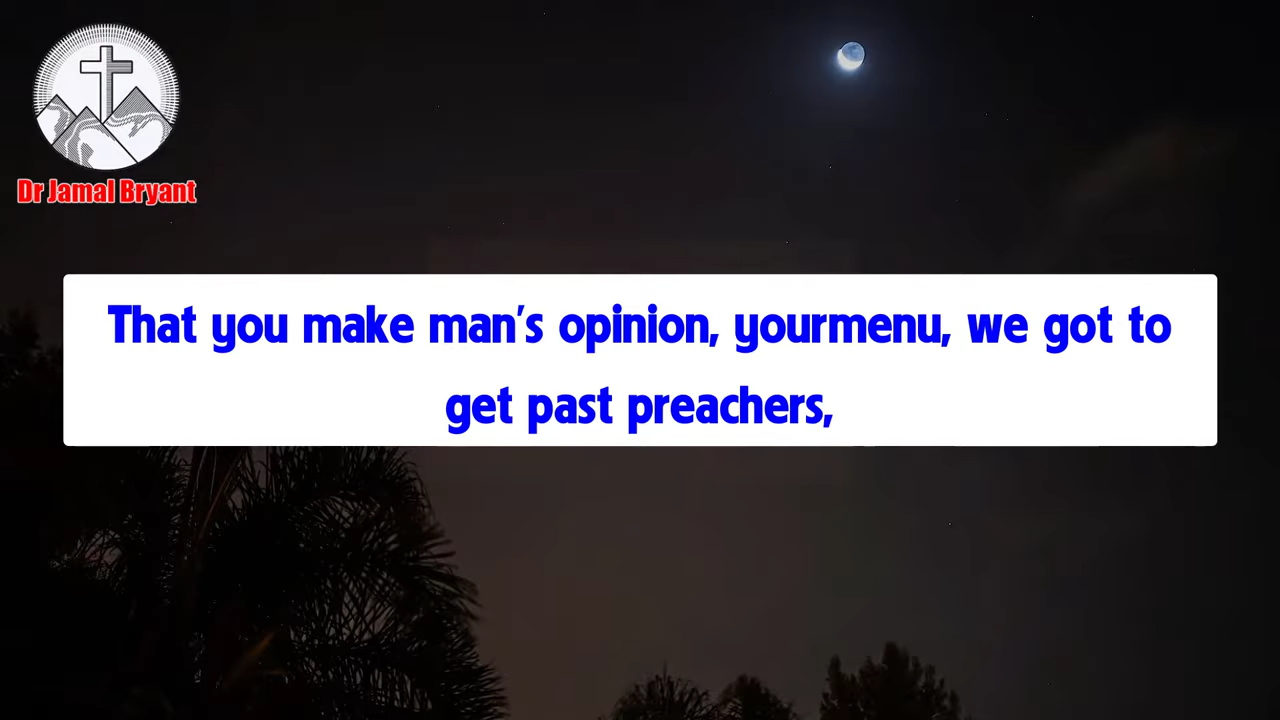 Dr Jamal Bryant
That you make man's opinion, yourmenu, we got to
get past preachers,